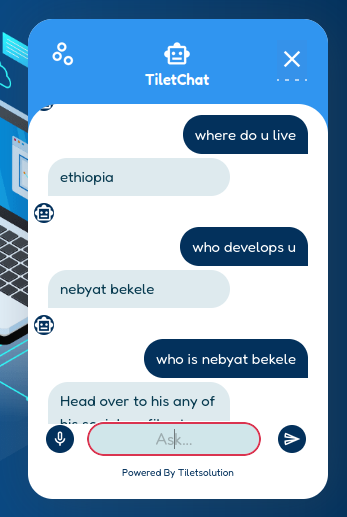 TiletChat
where do u live
ethiopia
who develops u
nebyat bekele
who is nebyat bekele
Head over to his any of
Ask...
Powered By Tiletsolution